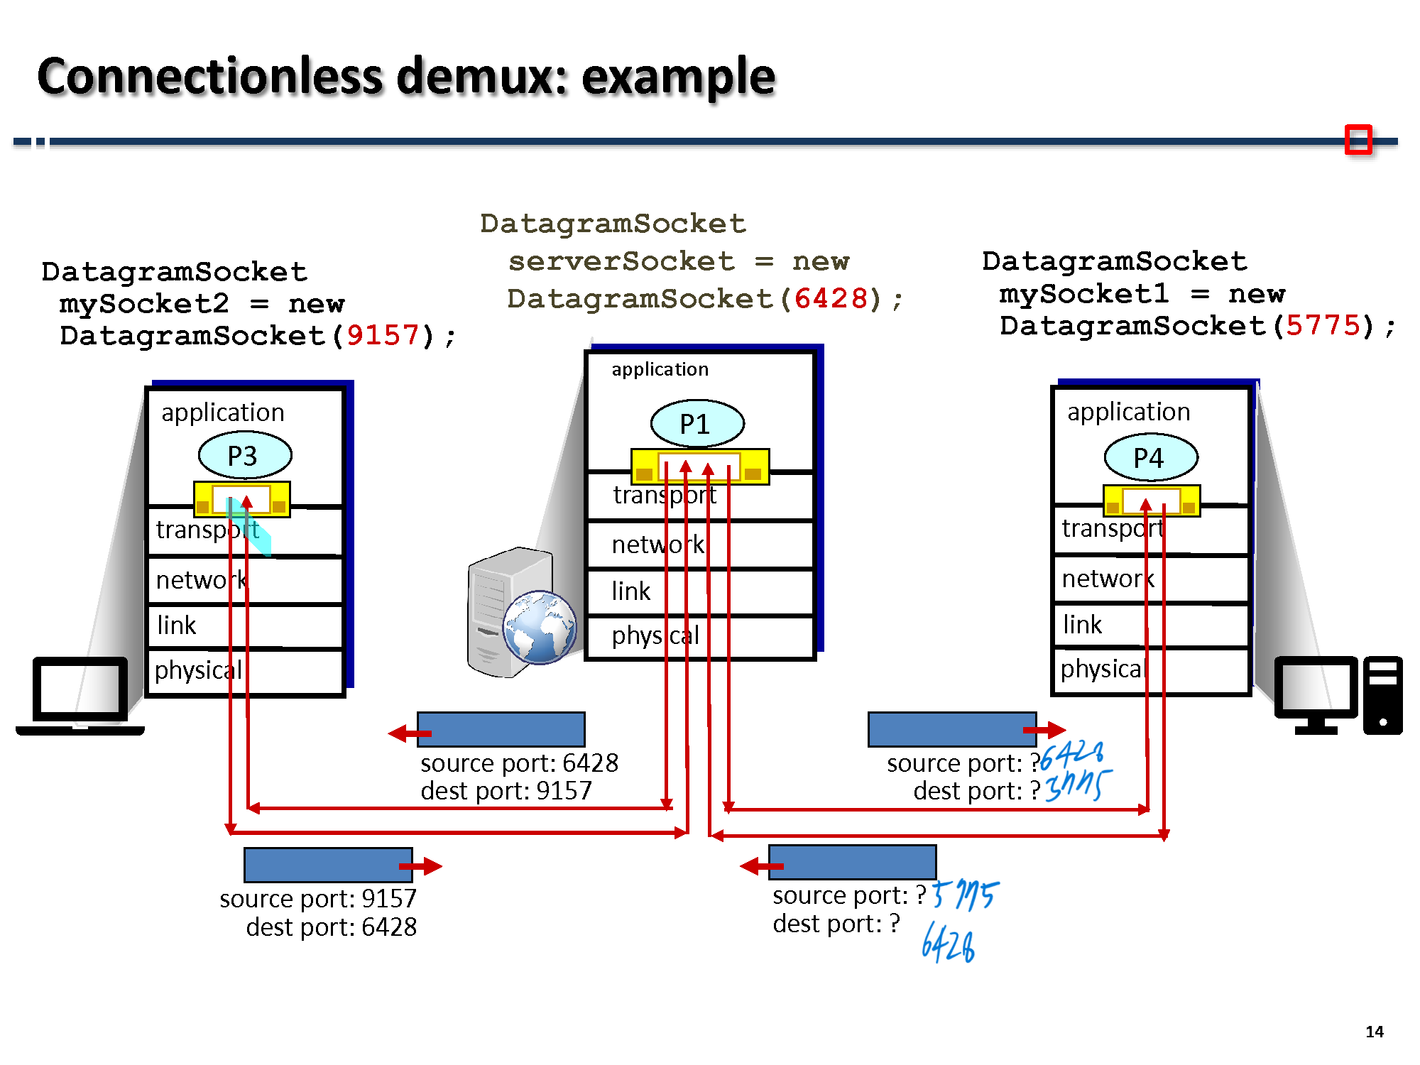 Connectionless demux: example
DatagramSocket
serverSocket = new
DatagramSocket(6428);
DatagramSocket
mySocket2 = new
DatagramSocket(9157);
DatagramSocket
mySocket1 = new
DatagramSocket(5775);
application
P3
transport
network
link
physical
application
P1
transport
network
link
physical
application
P4
transport
network
link
physical
source port: 6428
dest port: 9157
source port: ? 6428
dest port: ? 5775
source port: 9157
dest port: 6428
source port: ? 5775
dest port: ?
6428
14